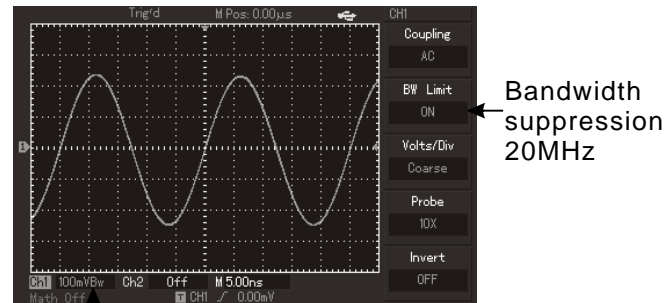 Trig'd M Pos: 0.00μs CH1
Coupling
AC
BW Limit
ON
Volts/Div
Coarse
Probe
10X
Invert
OFF
Bandwidth
suppression
20MHz
1
Ch1 100mVBw Ch2 Off M 5.00ns
Math Off T CH1 0.00mV